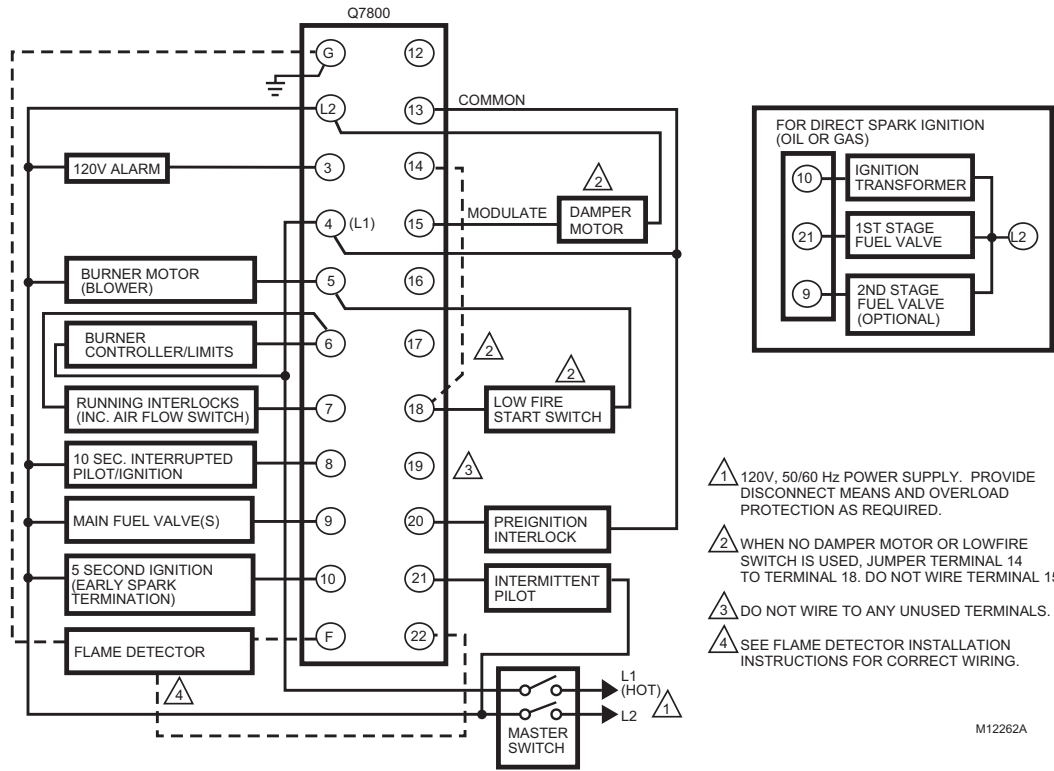 Q7800
G
12
L2
13
COMMON
120V ALARM
3
14
2
4
(L1)
15
MODULATE
DAMPER
MOTOR
BURNER MOTOR
(BLOWER)
5
16
BURNER
CONTROLLER/LIMITS
6
17
2
2
RUNNING INTERLOCKS
(INC. AIR FLOW SWITCH)
7
18
LOW FIRE
START SWITCH
10 SEC. INTERRUPTED
PILOT/IGNITION
8
19
3
MAIN FUEL VALVE(S)
9
20
PREIGNITION
INTERLOCK
5 SECOND IGNITION
(EARLY SPARK
TERMINATION)
10
21
INTERMITTENT
PILOT
FLAME DETECTOR
F
22
4
L1
(HOT)
1
L2
MASTER
SWITCH
FOR DIRECT SPARK IGNITION
(OIL OR GAS)
10
IGNITION
TRANSFORMER
21
1ST STAGE
FUEL VALVE
L2
9
2ND STAGE
FUEL VALVE
(OPTIONAL)
1 120V, 50/60 Hz POWER SUPPLY. PROVIDE
DISCONNECT MEANS AND OVERLOAD
PROTECTION AS REQUIRED.
2 WHEN NO DAMPER MOTOR OR LOWFIRE
SWITCH IS USED, JUMPER TERMINAL 14
TO TERMINAL 18. DO NOT WIRE TERMINAL 15
3 DO NOT WIRE TO ANY UNUSED TERMINALS.
4 SEE FLAME DETECTOR INSTALLATION
INSTRUCTIONS FOR CORRECT WIRING.
M12262A